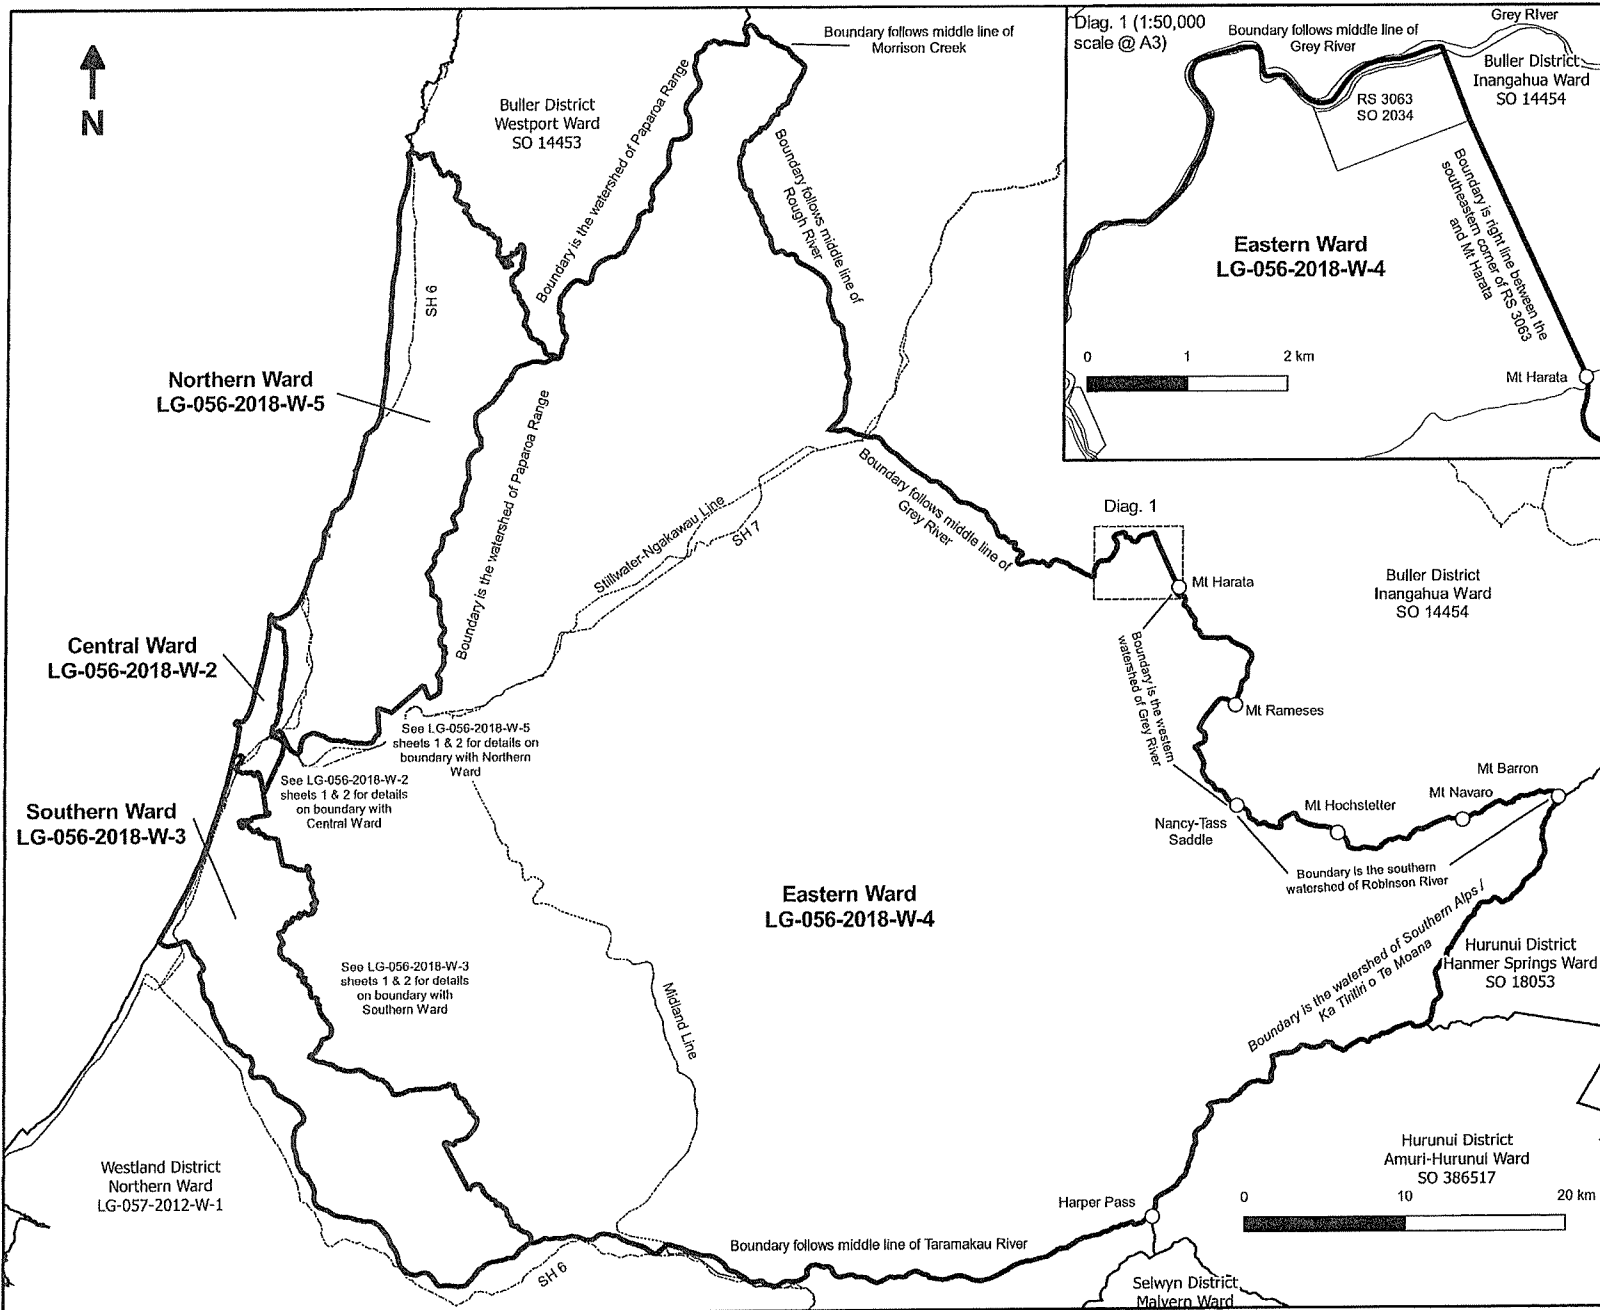 N
Boundary follows middle line of
Morrison Creek
Buller District
Westport Ward
SO 14453
Boundary is the watershed of Paparoa Range
Boundary follows middle line of
Rough River
SH 6
Northern Ward
LG-056-2018-W-5
Boundary is the watershed of Paparoa Range
Stillwater-Ngakawau Line
SH 7
Boundary follows middle line of
Grey River
Diag. 1 (1:50,000
scale @ A3)
Boundary follows middle line of
Grey River
Grey River
Buller District
Inangahua Ward
SO 14454
RS 3063
SO 2034
Boundary is right line between the
southeastern corner of RS 3063
and Mt Harata
Eastern Ward
LG-056-2018-W-4
0 1 2 km
Mt Harata
Diag. 1
Mt Harata
Buller District
Inangahua Ward
SO 14454
Boundary is the western
watershed of Grey River
Mt Rameses
Central Ward
LG-056-2018-W-2
See LG-056-2018-W-5
sheets 1 & 2 for details on
boundary with Northern
Ward
See LG-056-2018-W-2
sheets 1 & 2 for details
on boundary with
Central Ward
Southern Ward
LG-056-2018-W-3
Mt Barron
Mt Navaro
Mt Hochstetter
Nancy-Tass
Saddle
Boundary is the southern
watershed of Robinson River
Eastern Ward
LG-056-2018-W-4
Boundary is the watershed of Southern Alps /
Ka Tiritiri o Te Moana
Hurunui District
Hanmer Springs Ward
SO 18053
See LG-056-2018-W-3
sheets 1 & 2 for details
on boundary with
Southern Ward
Midland Line
Westland District
Northern Ward
LG-057-2012-W-1
Hurunui District
Amuri-Hurunui Ward
SO 386517
0 10 20 km
Harper Pass
Boundary follows middle line of Taramakau River
SH 6
Selwyn District
Malvern Ward